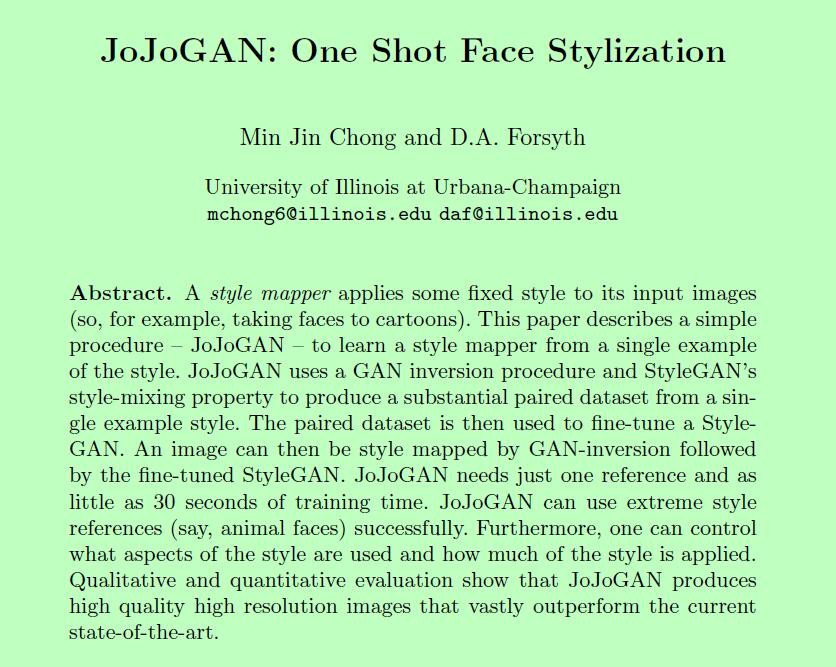 JoJoGAN: One Shot Face Stylization
Min Jin Chong and D.A. Forsyth
University of Illinois at Urbana-Champaign
mchong6@illinois.edu daf@illinois.edu
Abstract. A style mapper applies some fixed style to its input images
(so, for example, taking faces to cartoons). This paper describes a simple
procedure – JoJoGAN – to learn a style mapper from a single example
of the style. JoJoGAN uses a GAN inversion procedure and StyleGAN's
style-mixing property to produce a substantial paired dataset from a sin-
gle example style. The paired dataset is then used to fine-tune a Style-
GAN. An image can then be style mapped by GAN-inversion followed
by the fine-tuned StyleGAN. JoJoGAN needs just one reference and as
little as 30 seconds of training time. JoJoGAN can use extreme style
references (say, animal faces) successfully. Furthermore, one can control
what aspects of the style are used and how much of the style is applied.
Qualitative and quantitative evaluation show that JoJoGAN produces
high quality high resolution images that vastly outperform the current
state-of-the-art.